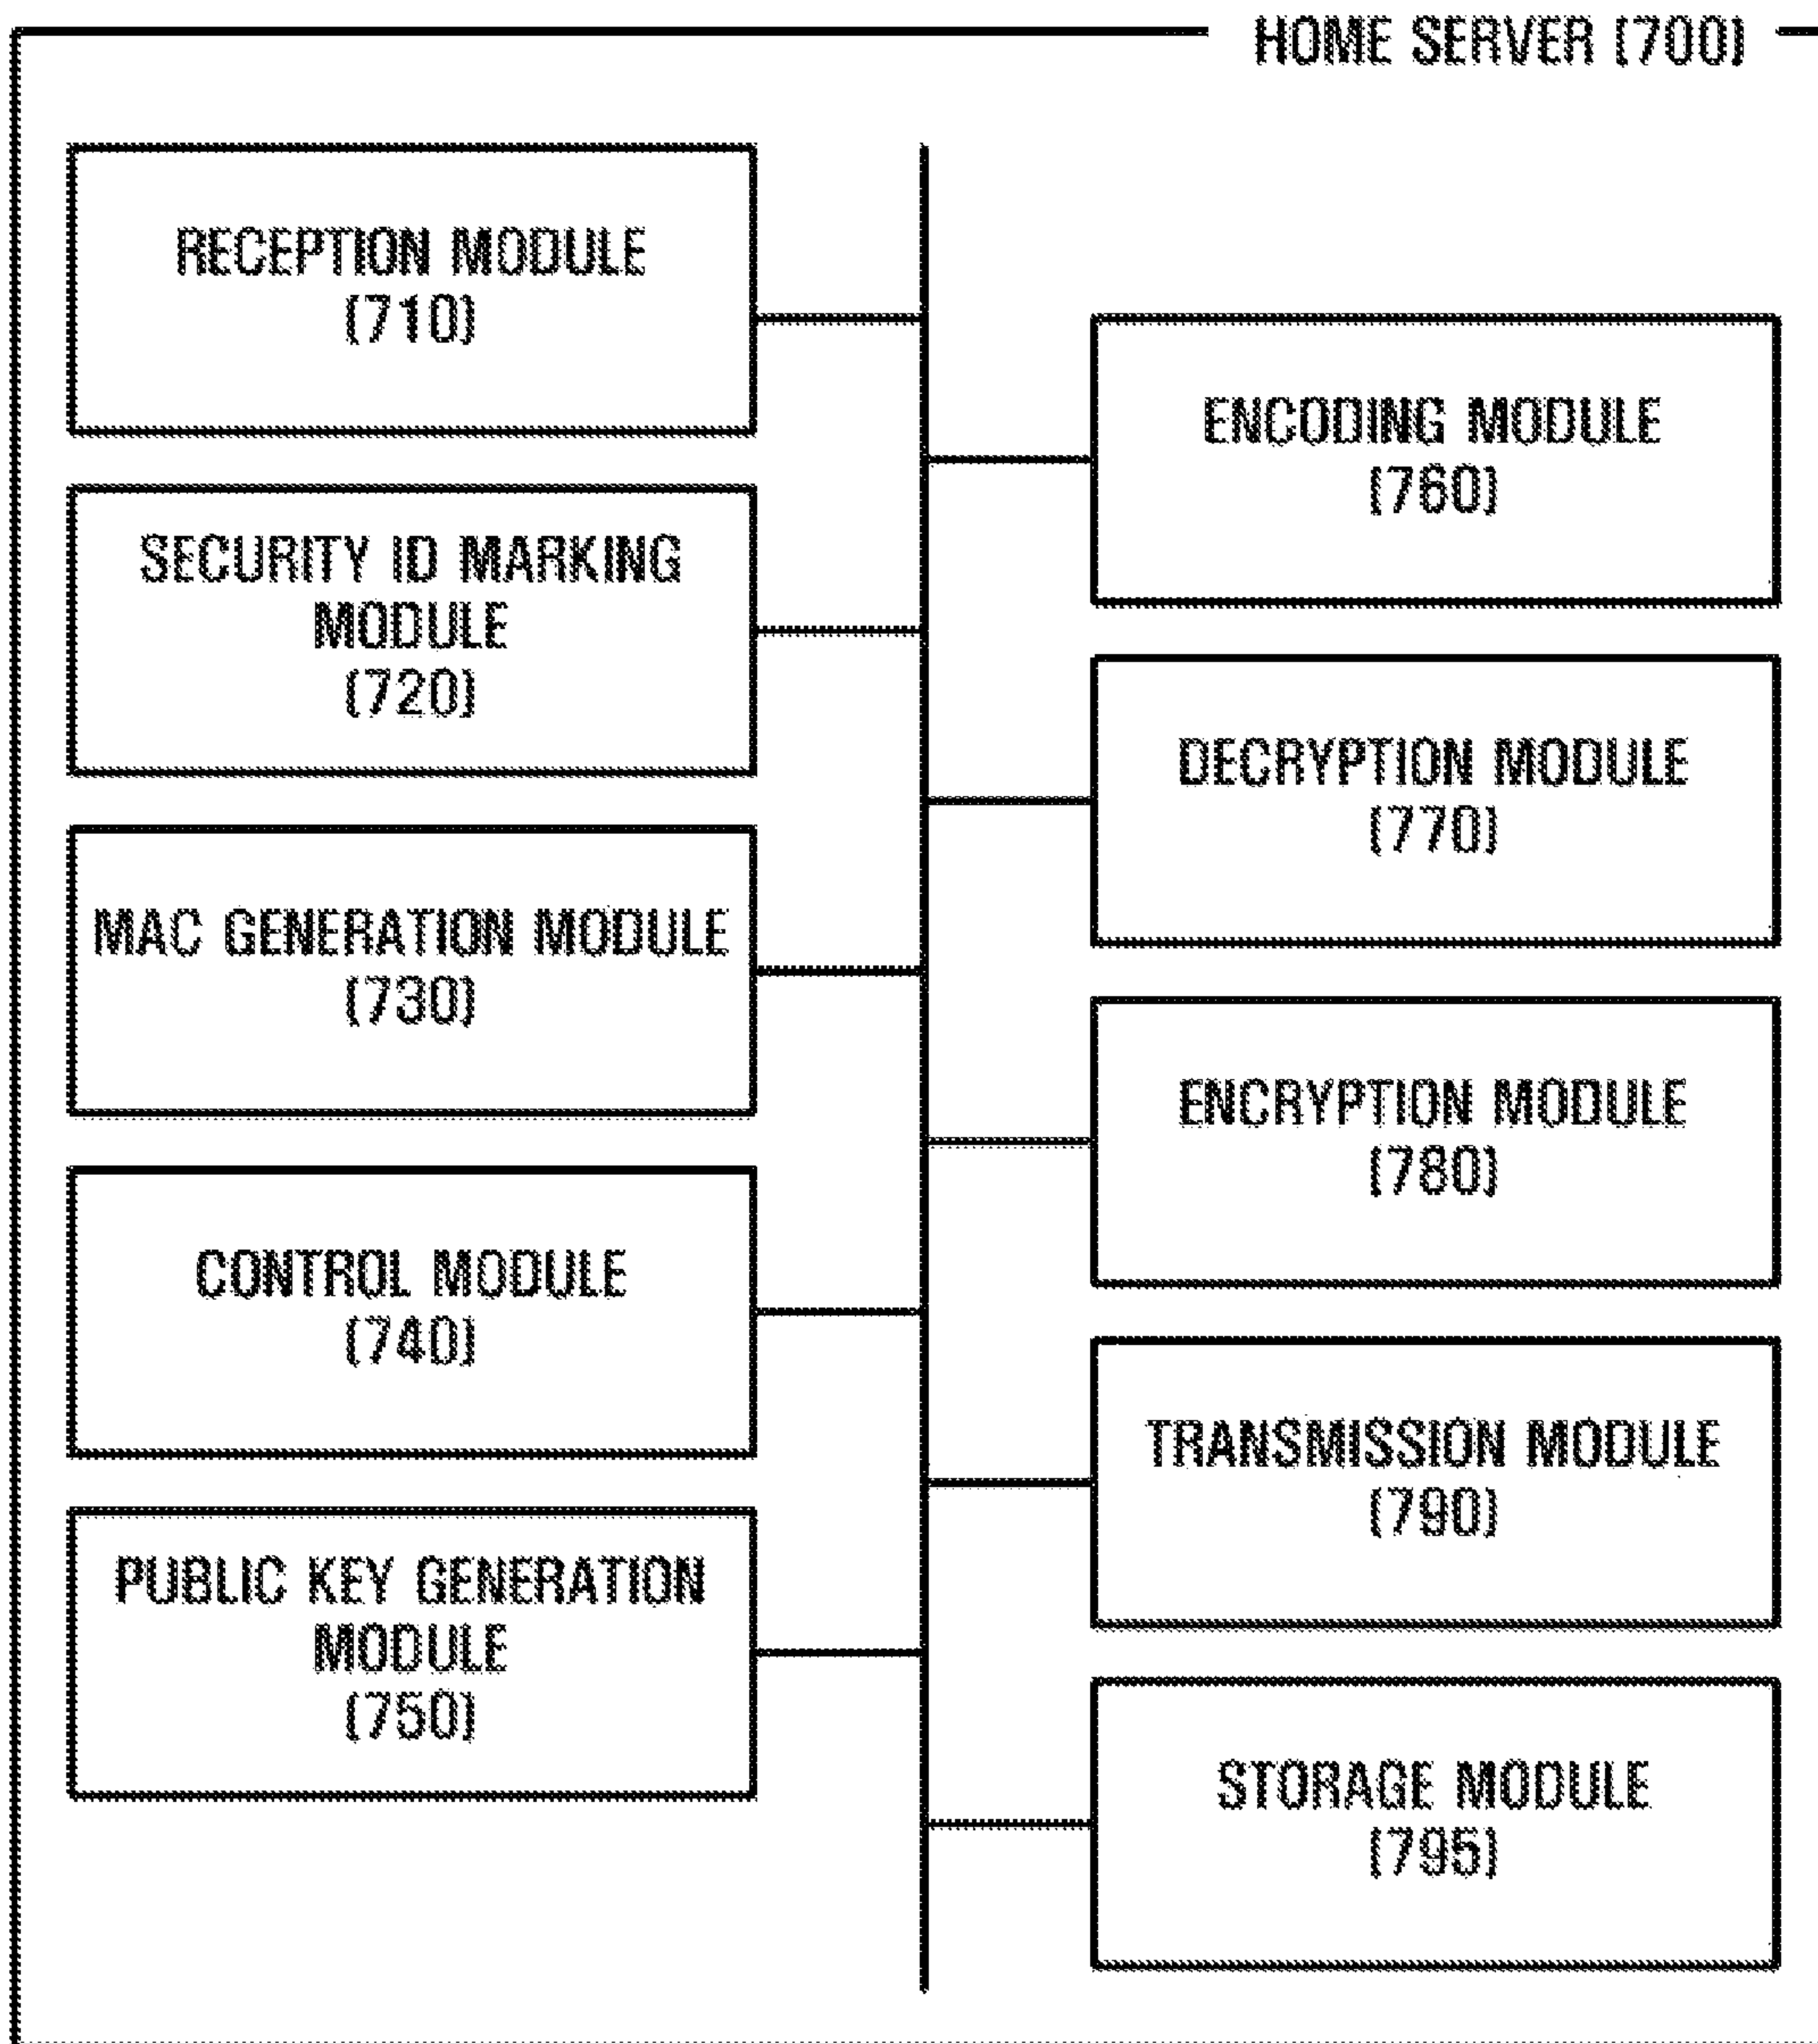 HOME SERVER (700)
RECEPTION MODULE
(710)
SECURITY ID MARKING
MODULE
(720)
MAC GENERATION MODULE
(730)
CONTROL MODULE
(740)
PUBLIC KEY GENERATION
MODULE
(750)
ENCODING MODULE
(760)
DECRYPTION MODULE
(770)
ENCRYPTION MODULE
(780)
TRANSMISSION MODULE
(790)
STORAGE MODULE
(795)